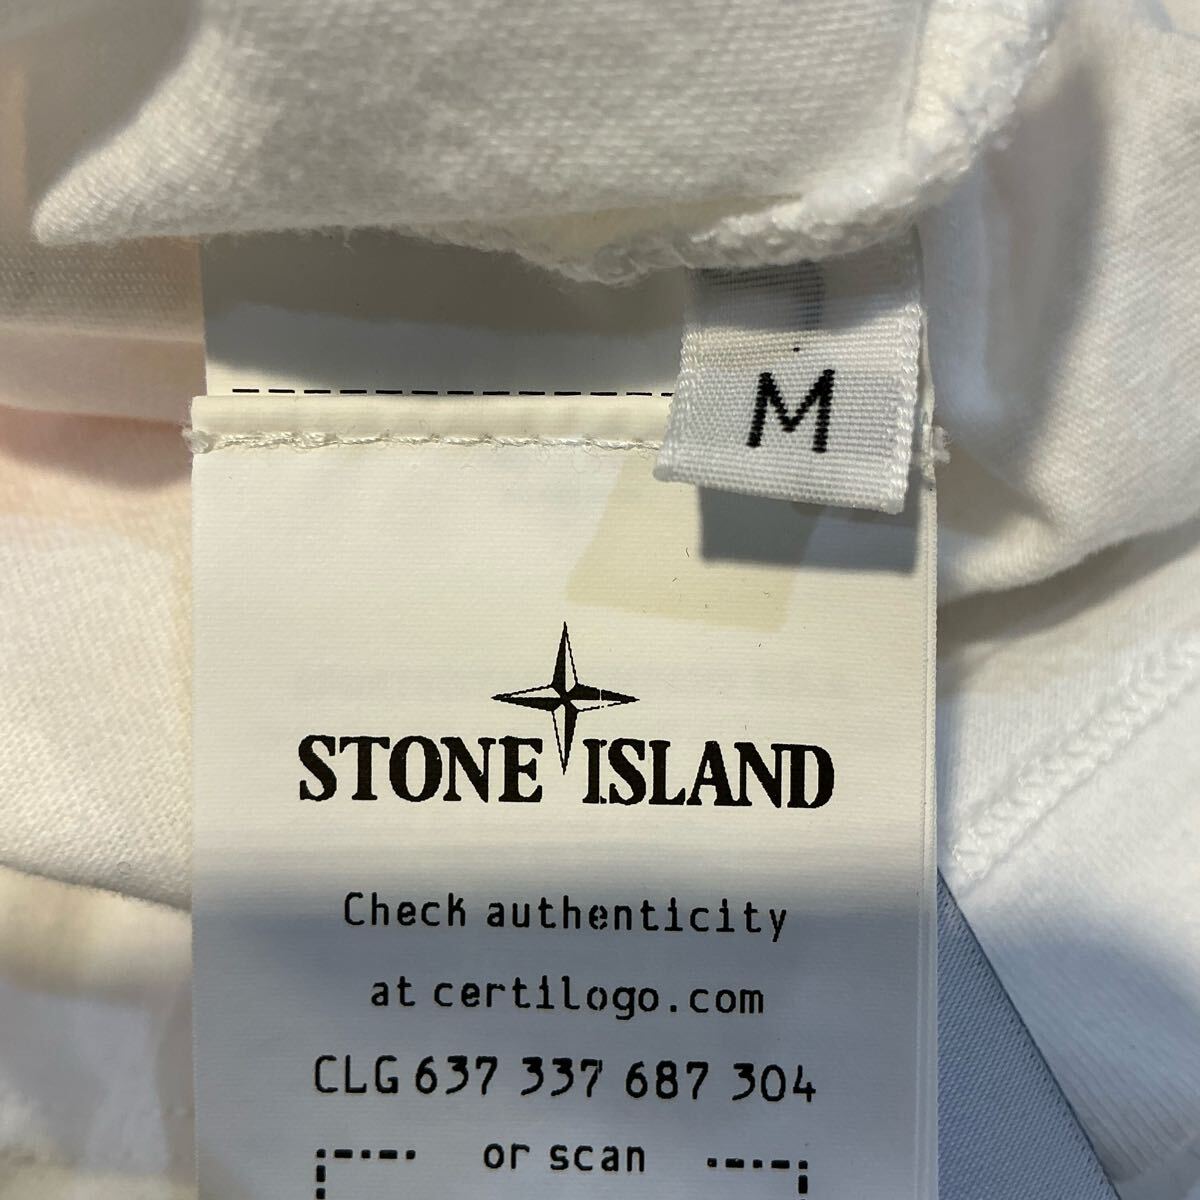 M
STONE ISLAND
Check authenticity
at certilogo.com
CLG 637 337 687 304
or scan